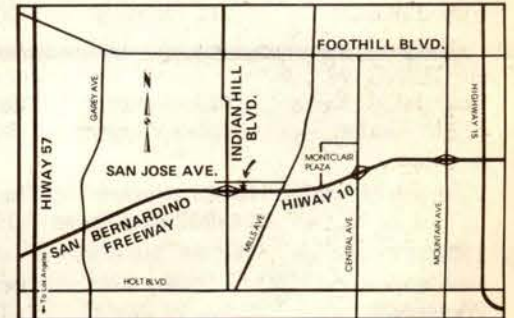 FOOTHILL BLVD.
GAREY AVE.
N
INDIAN HILL
BLVD.
HIGHWAY 15
HIWAY 57
SAN JOSE AVE.
MONTCLAIR
PLAZA
SAN BERNARDINO
FREEWAY
MILLS AVE
HIWAY 10
CENTRAL AVE.
MOUNTAIN AVE
HOLT BLVD
To Los Angeles